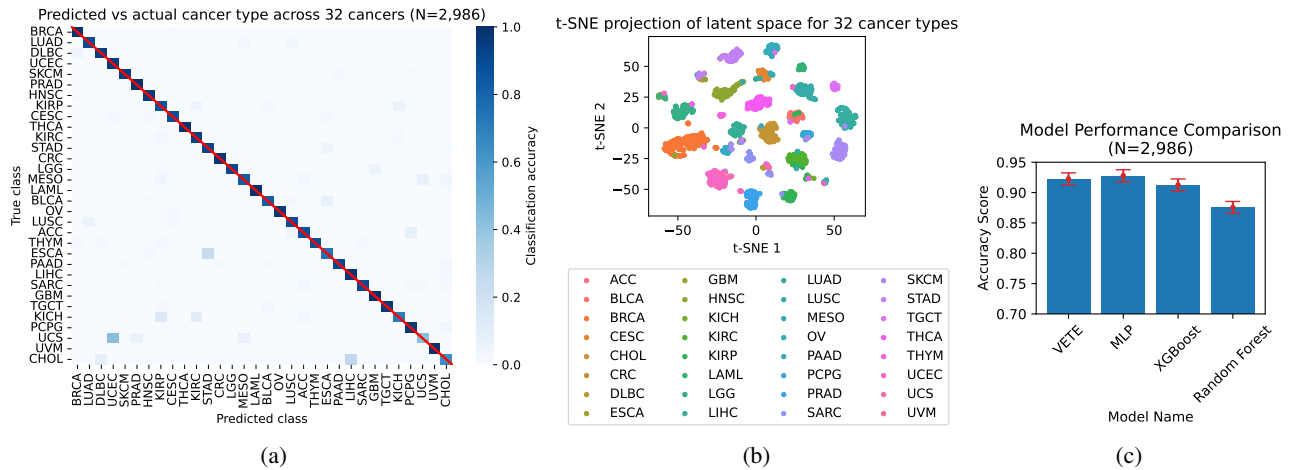 Predicted vs actual cancer type across 32 cancers (N=2,986)
True class
BRCA
LUAD
DLBC
UCEC
SKCM
PRAD
HNSC
KIRP
CESC
THCA
KIRC
STAD
CRC
LGG
MESO
LAML
BLCA
OV
LUSC
ACC
THYM
ESCA
PAAD
LIHC
SARC
GBM
TGCT
KICH
PCPG
UCS
UVM
CHOL
BRCA LUAD DLBC UCEC SKCM PRAD HNSC KIRP CESC THCA KIRC STAD CRC LGG MESO LAML BLCA OV LUSC ACC THYM ESCA PAAD LIHC SARC GBM TGCT KICH PCPG UCS UVM CHOL
Predicted class
1.0
0.8
0.6
0.4
0.2
0.0
Classification accuracy
(a)
t-SNE projection of latent space for 32 cancer types
t-SNE 2
50
25
0
−25
−50
−50 0 50
t-SNE 1
ACC GBM LUAD SKCM
BLCA HNSC LUSC STAD
BRCA KICH MESO TGCT
CESC KIRC OV THCA
CHOL KIRP PAAD THYM
CRC LAML PCPG UCEC
DLBC LGG PRAD UCS
ESCA LIHC SARC UVM
(b)
Model Performance Comparison
(N=2,986)
Accuracy Score
0.95
0.90
0.85
0.80
0.75
0.70
VETE MLP XGBoost Random Forest
Model Name
(c)